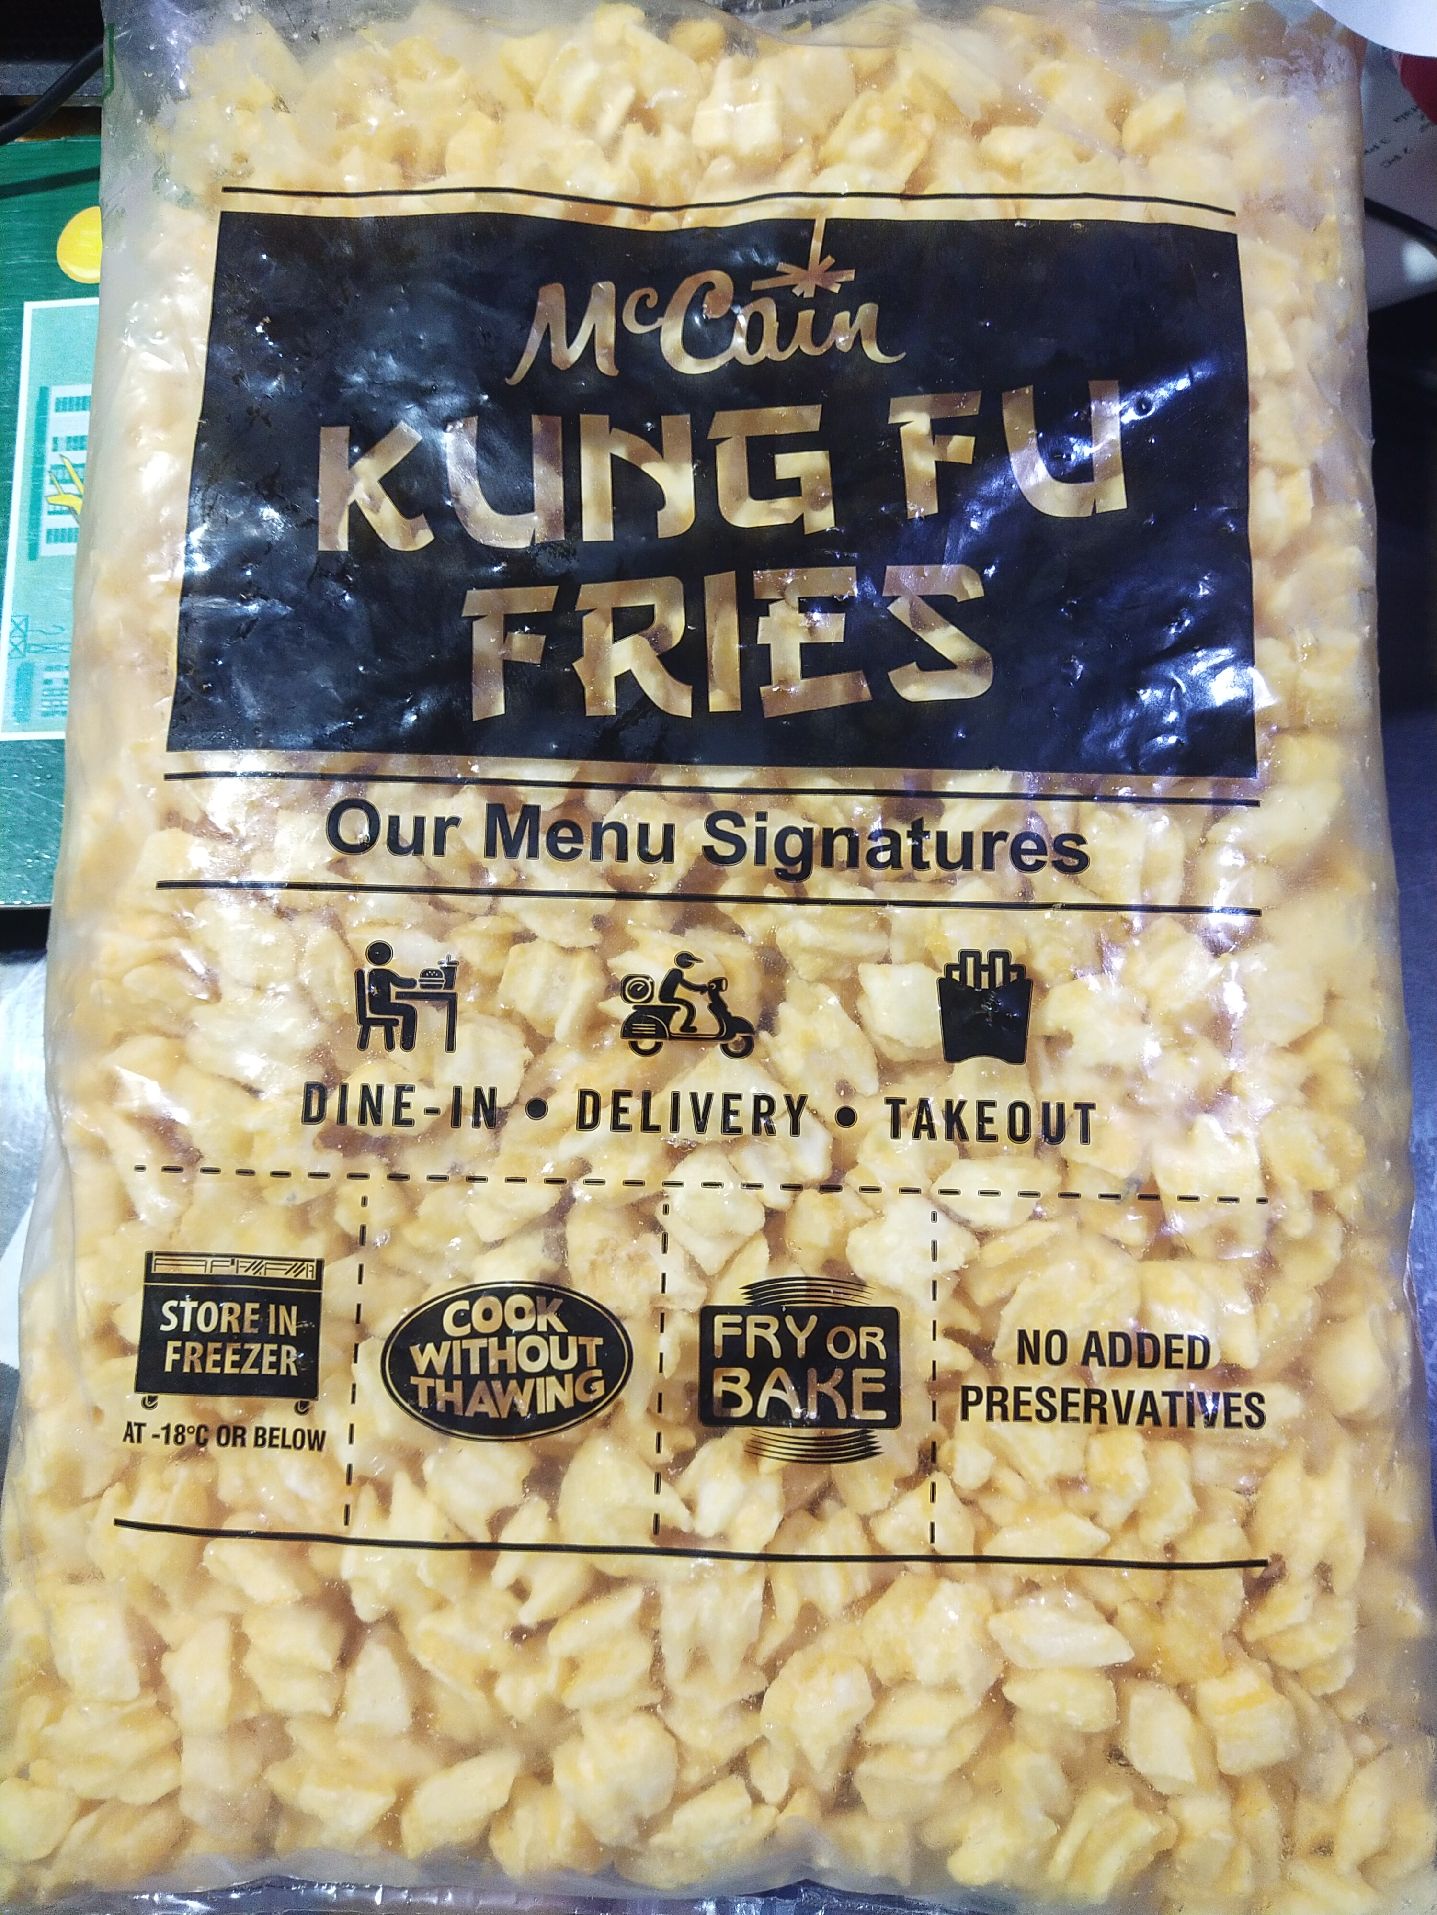 McCain
KUNG FU
FRIES
Our Menu Signatures
DINE-IN • DELIVERY • TAKEOUT
STORE IN
FREEZER
AT -18°C OR BELOW
COOK
WITHOUT
THAWING
FRY OR
BAKE
NO ADDED
PRESERVATIVES